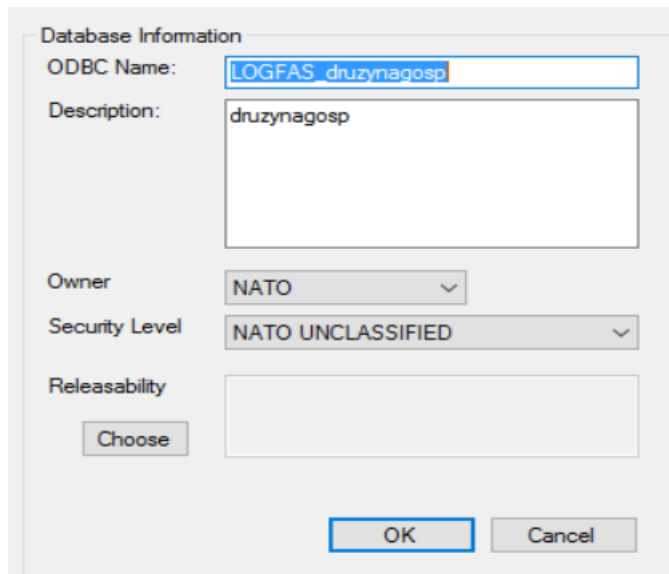 Database Information
ODBC Name: LOGFAS_druzynagosp
Description: druzynagosp
Owner NATO
Security Level NATO UNCLASSIFIED
Releasability
Choose
OK Cancel